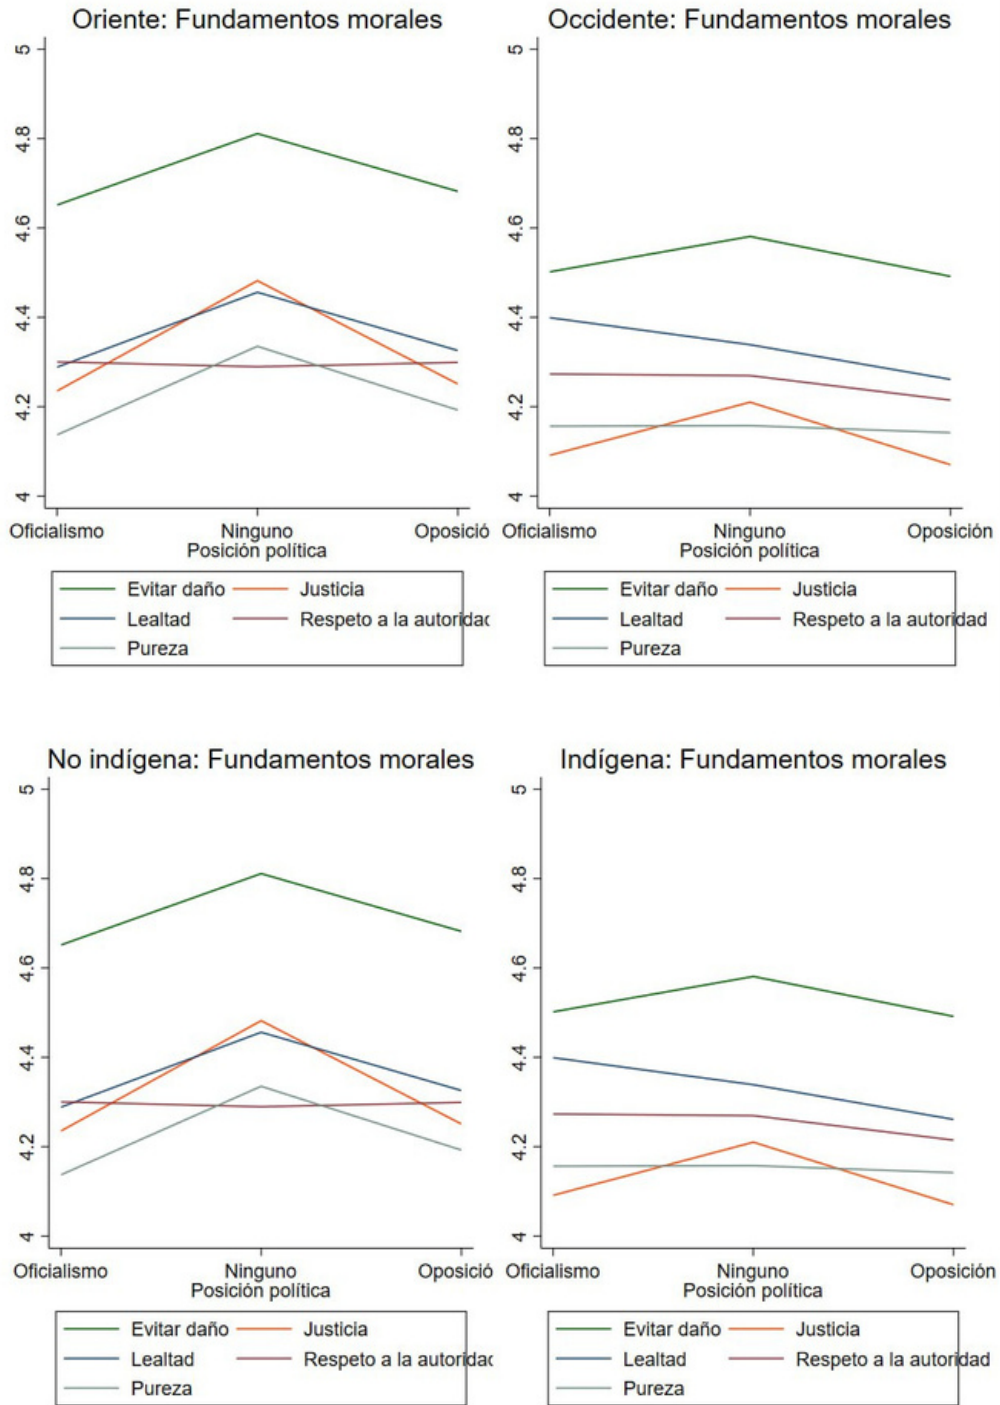 Oriente: Fundamentos morales
5
4.8
4.6
4.4
4.2
4
Oficialismo Ninguno Oposició
Posición política
Evitar daño Justicia
Lealtad Respeto a la autoridad
Pureza
Occidente: Fundamentos morales
5
4.8
4.6
4.4
4.2
4
Ninguno Oposición
Posición política
Evitar daño Justicia
Lealtad Respeto a la autoridad
Pureza
No indígena: Fundamentos morales
5
4.8
4.6
4.4
4.2
4
Oficialismo Ninguno Oposició
Posición política
Evitar daño Justicia
Lealtad Respeto a la autoridad
Pureza
Indígena: Fundamentos morales
5
4.8
4.6
4.4
4.2
4
Oficialismo Ninguno Oposición
Posición política
Evitar daño Justicia
Lealtad Respeto a la autoridad
Pureza